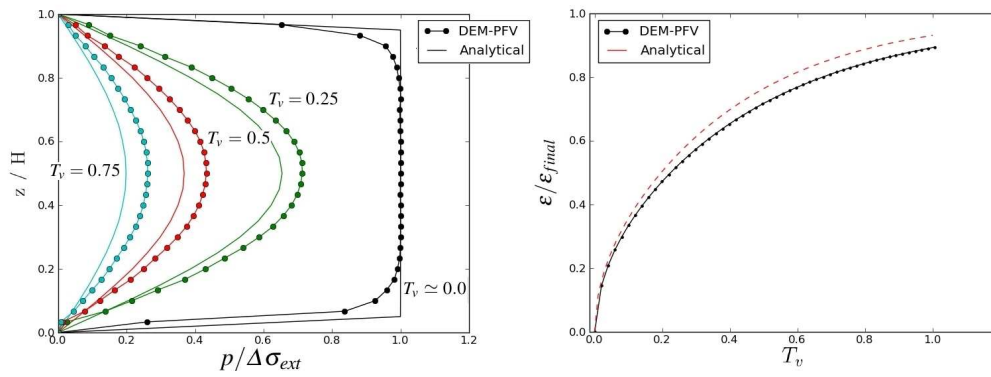 1.0
0.8
0.6
0.4
0.2
0.0
z / H
0.0 0.2 0.4 0.6 0.8 1.0 1.2
p/Δσ_ext
DEM-PFV
Analytical
T_v = 0.25
T_v = 0.5
T_v = 0.75
T_v ≃ 0.0
1.0
0.8
0.6
0.4
0.2
0.0
ε/ε_final
0.0 0.2 0.4 0.6 0.8 1.0
T_v
DEM-PFV
Analytical